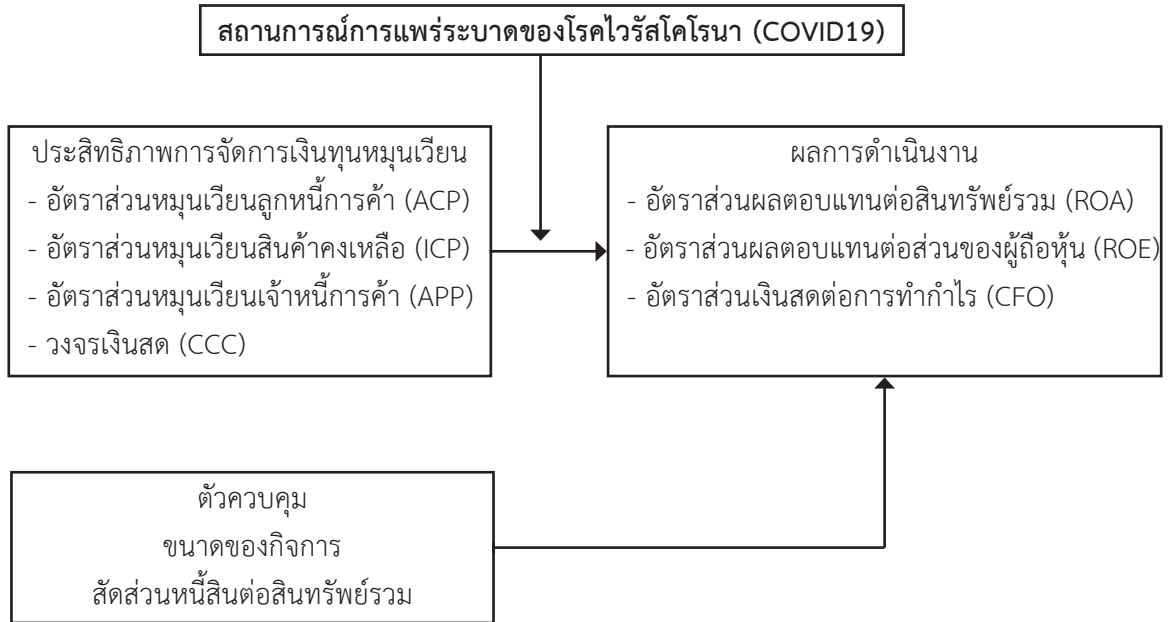 สถานการณ์การแพร่ระบาดของโรคไวรัสโคโรนา (COVID19)
ประสิทธิภาพการจัดการเงินทุนหมุนเวียน
- อัตราส่วนหมุนเวียนลูกหนี้การค้า (ACP)
- อัตราส่วนหมุนเวียนสินค้าคงเหลือ (ICP)
- อัตราส่วนหมุนเวียนเจ้าหนี้การค้า (APP)
- วงจรเงินสด (CCC)
ผลการดำเนินงาน
- อัตราส่วนผลตอบแทนต่อสินทรัพย์รวม (ROA)
- อัตราส่วนผลตอบแทนต่อส่วนของผู้ถือหุ้น (ROE)
- อัตราส่วนเงินสดต่อการทำกำไร (CFO)
ตัวควบคุม
ขนาดของกิจการ
สัดส่วนหนี้สินต่อสินทรัพย์รวม